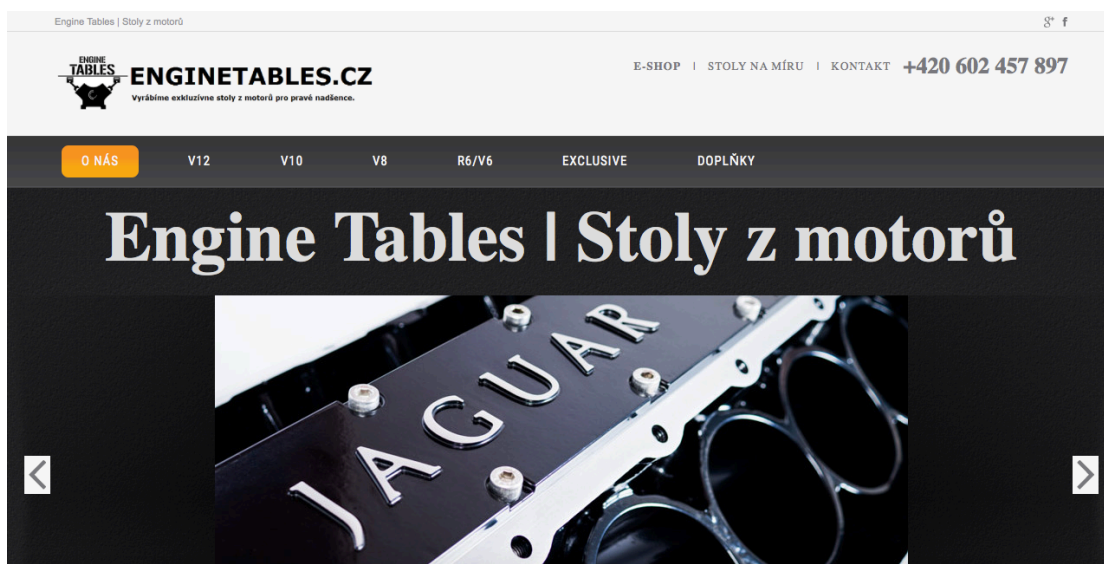 Engine Tables | Stoly z motorů
g+ f
ENGINE
TABLES
ENGINETABLES.CZ
Vyrábíme exkluzívne stoly z motorů pro pravé nadšence.
E-SHOP | STOLY NA MÍRU | KONTAKT +420 602 457 897
O NÁS V12 V10 V8 R6/V6 EXCLUSIVE DOPLŇKY
Engine Tables | Stoly z motorů
JAGUAR